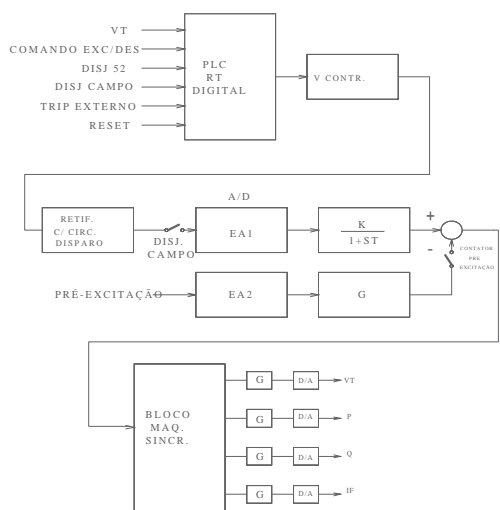 VT
COMANDO EXC/DES
DISJ 52
DISJ CAMPO
TRIP EXTERNO
RESET
PLC
RT
DIGITAL
V CONTR.
A/D
RETIF.
C/ CIRC.
DISPARO
DISJ.
CAMPO
EA1
K
1+ST
+
-
CONTATOR
PRE
EXCITAÇÃO
PRÉ-EXCITAÇÃO
EA2
G
BLOCO
MAQ.
SINCR.
G D/A VT
G D/A P
G D/A Q
G D/A IF